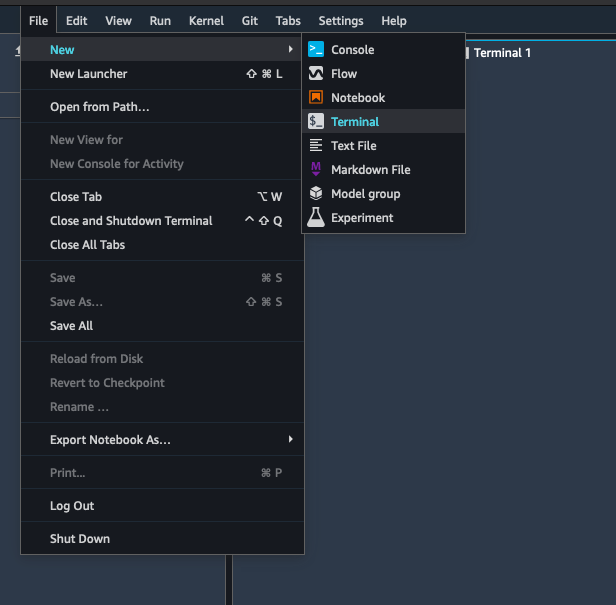 File Edit View Run Kernel Git Tabs Settings Help
New
New Launcher ⇧ ⌘ L
Open from Path…
New View for
New Console for Activity
Close Tab ⌥ W
Close and Shutdown Terminal ^ ⇧ Q
Close All Tabs
Save ⌘ S
Save As… ⇧ ⌘ S
Save All
Reload from Disk
Revert to Checkpoint
Rename …
Export Notebook As…
Print... ⌘ P
Log Out
Shut Down
Console
Flow
Notebook
$_ Terminal
Text File
M Markdown File
Model group
Experiment
Terminal 1